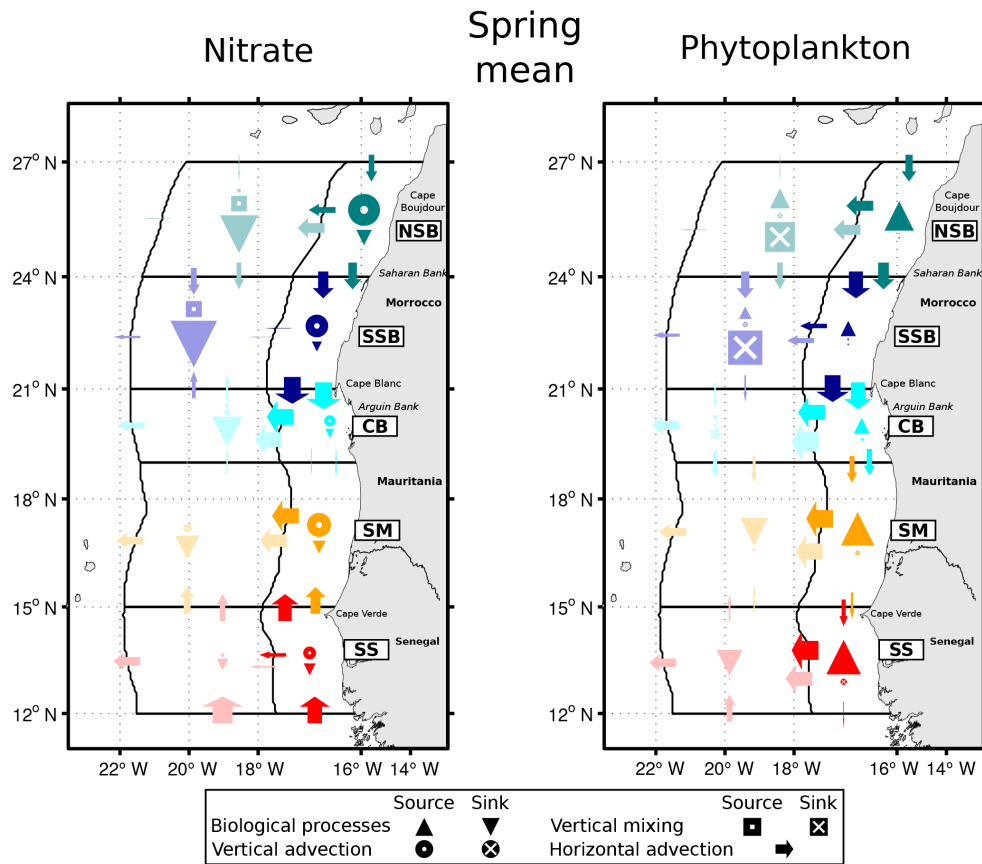 Nitrate
Spring
mean
Phytoplankton
27° N
24° N
21° N
18° N
15° N
12° N
22° W
20° W
18° W
16° W
14° W
Cape
Boujdour
NSB
Saharan Bank
Morrocco
SSB
Cape Blanc
Arguin Bank
CB
Mauritania
SM
Cape Verde
Senegal
SS
27° N
24° N
21° N
18° N
15° N
12° N
22° W
20° W
18° W
16° W
14° W
Cape
Boujdour
NSB
Saharan Bank
Morrocco
SSB
Cape Blanc
Arguin Bank
CB
Mauritania
SM
Cape Verde
Senegal
SS
Source Sink Source Sink
Biological processes Vertical mixing
Vertical advection Horizontal advection